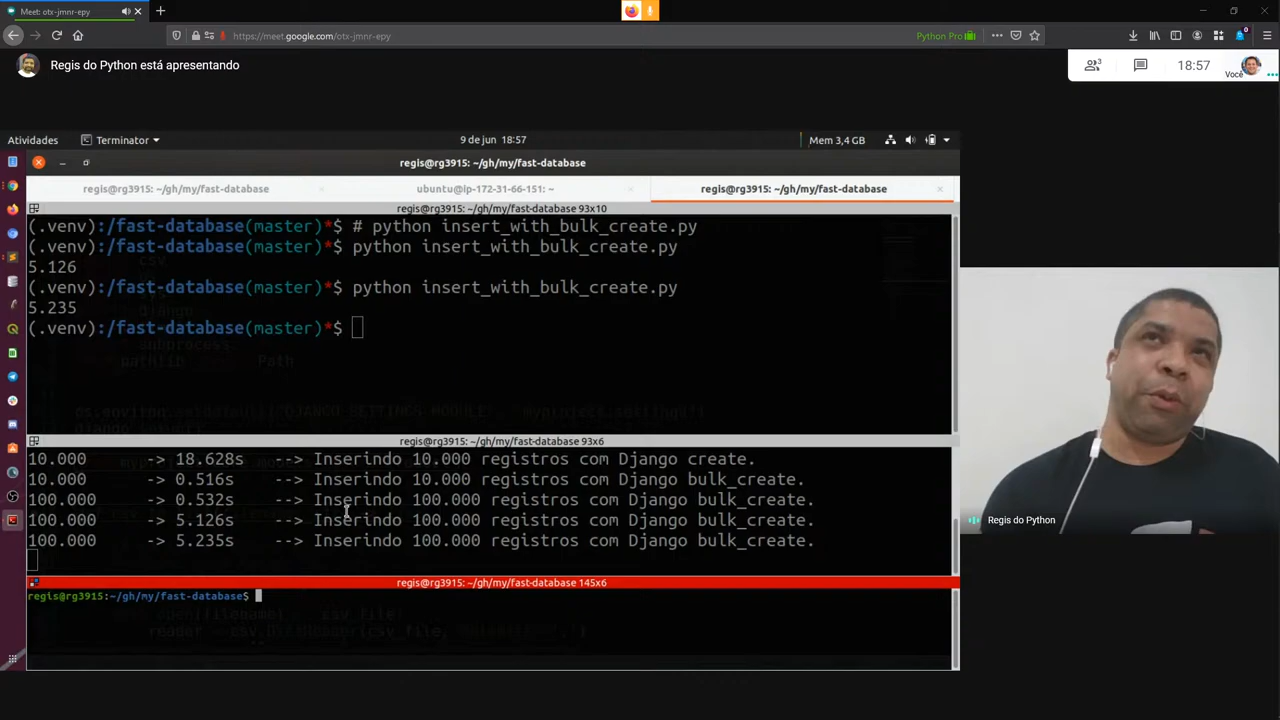 Meet: otx-jmnr-epy
https://meet.google.com/otx-jmnr-epy
Python Pro
Regis do Python está apresentando
3
18:57
Você
Atividades
Terminator
9 de jun 18:57
Mem 3,4 GB
regis@rg3915: ~/gh/my/fast-database
regis@rg3915: ~/gh/my/fast-database
ubuntu@ip-172-31-66-151: ~
regis@rg3915: ~/gh/my/fast-database
regis@rg3915: ~/gh/my/fast-database 93x10
(.venv):/fast-database(master)*$ # python insert_with_bulk_create.py
(.venv):/fast-database(master)*$ python insert_with_bulk_create.py
5.126
(.venv):/fast-database(master)*$ python insert_with_bulk_create.py
5.235
(.venv):/fast-database(master)*$
regis@rg3915: ~/gh/my/fast-database 93x6
10.000 -> 18.628s --> Inserindo 10.000 registros com Django create.
10.000 -> 0.516s --> Inserindo 10.000 registros com Django bulk_create.
100.000 -> 0.532s --> Inserindo 100.000 registros com Django bulk_create.
100.000 -> 5.126s --> Inserindo 100.000 registros com Django bulk_create.
100.000 -> 5.235s --> Inserindo 100.000 registros com Django bulk_create.
Regis do Python
regis@rg3915: ~/gh/my/fast-database 145x6
regis@rg3915:~/gh/my/fast-database$